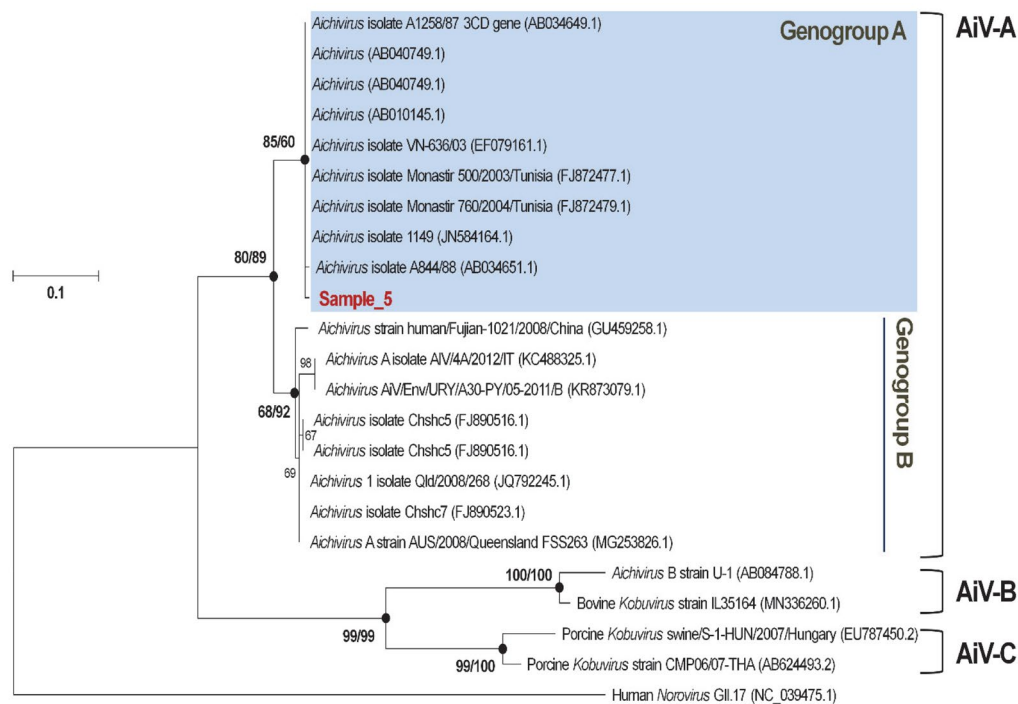 Aichivirus isolate A1258/87 3CD gene (AB034649.1)
Genogroup A
AiV-A
Aichivirus (AB040749.1)
Aichivirus (AB040749.1)
Aichivirus (AB010145.1)
85/60
Aichivirus isolate VN-636/03 (EF079161.1)
Aichivirus isolate Monastir 500/2003/Tunisia (FJ872477.1)
Aichivirus isolate Monastir 760/2004/Tunisia (FJ872479.1)
Aichivirus isolate 1149 (JN584164.1)
80/89
Aichivirus isolate A844/88 (AB034651.1)
0.1
Sample_5
Aichivirus strain human/Fujian-1021/2008/China (GU459258.1)
Genogroup B
98
Aichivirus A isolate AIV/4A/2012/IT (KC488325.1)
Aichivirus AiV/Env/URY/A30-PY/05-2011/B (KR873079.1)
68/92
Aichivirus isolate Chshc5 (FJ890516.1)
67
Aichivirus isolate Chshc5 (FJ890516.1)
69
Aichivirus 1 isolate Qld/2008/268 (JQ792245.1)
Aichivirus isolate Chshc7 (FJ890523.1)
Aichivirus A strain AUS/2008/Queensland FSS263 (MG253826.1)
100/100
Aichivirus B strain U-1 (AB084788.1)
AiV-B
Bovine Kobuvirus strain IL35164 (MN336260.1)
99/99
Porcine Kobuvirus swine/S-1-HUN/2007/Hungary (EU787450.2)
AiV-C
99/100
Porcine Kobuvirus strain CMP06/07-THA (AB624493.2)
Human Norovirus GII.17 (NC_039475.1)